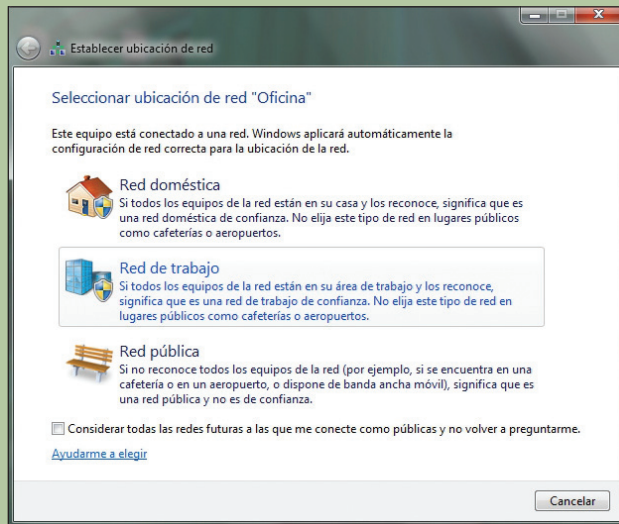 Establecer ubicación de red
Seleccionar ubicación de red "Oficina"
Este equipo está conectado a una red. Windows aplicará automáticamente la
configuración de red correcta para la ubicación de la red.
Red doméstica
Si todos los equipos de la red están en su casa y los reconoce, significa que es
una red doméstica de confianza. No elija este tipo de red en lugares públicos
como cafeterías o aeropuertos.
Red de trabajo
Si todos los equipos de la red están en su área de trabajo y los reconoce,
significa que es una red de trabajo de confianza. No elija este tipo de red en
lugares públicos como cafeterías o aeropuertos.
Red pública
Si no reconoce todos los equipos de la red (por ejemplo, si se encuentra en una
cafetería o en un aeropuerto, o dispone de banda ancha móvil), significa que es
una red pública y no es de confianza.
Considerar todas las redes futuras a las que me conecte como públicas y no volver a preguntarme.
Ayudarme a elegir
Cancelar